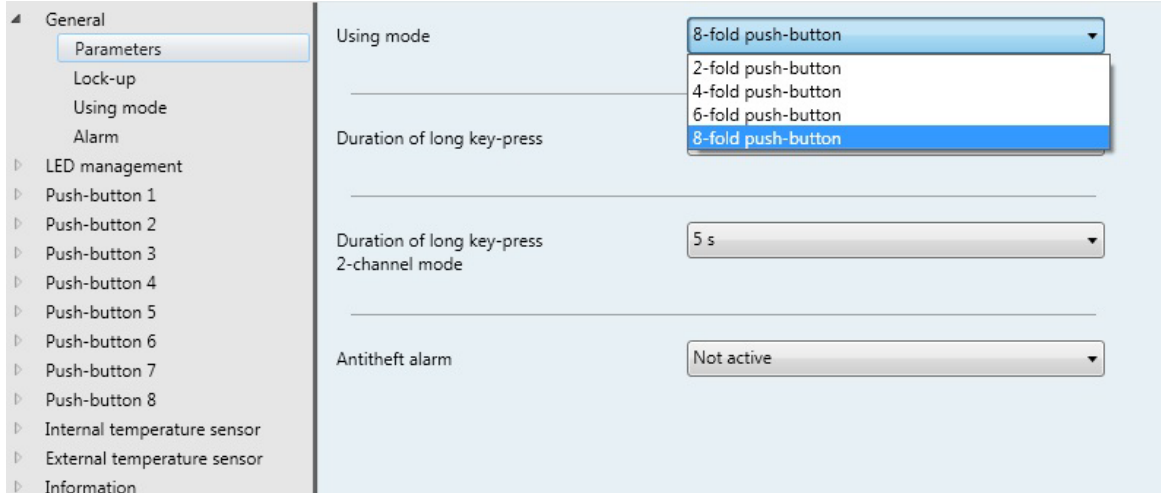 General
Parameters
Lock-up
Using mode
Alarm
LED management
Push-button 1
Push-button 2
Push-button 3
Push-button 4
Push-button 5
Push-button 6
Push-button 7
Push-button 8
Internal temperature sensor
External temperature sensor
Information
Using mode
8-fold push-button
2-fold push-button
4-fold push-button
6-fold push-button
8-fold push-button
Duration of long key-press
Duration of long key-press
2-channel mode
5 s
Antitheft alarm
Not active